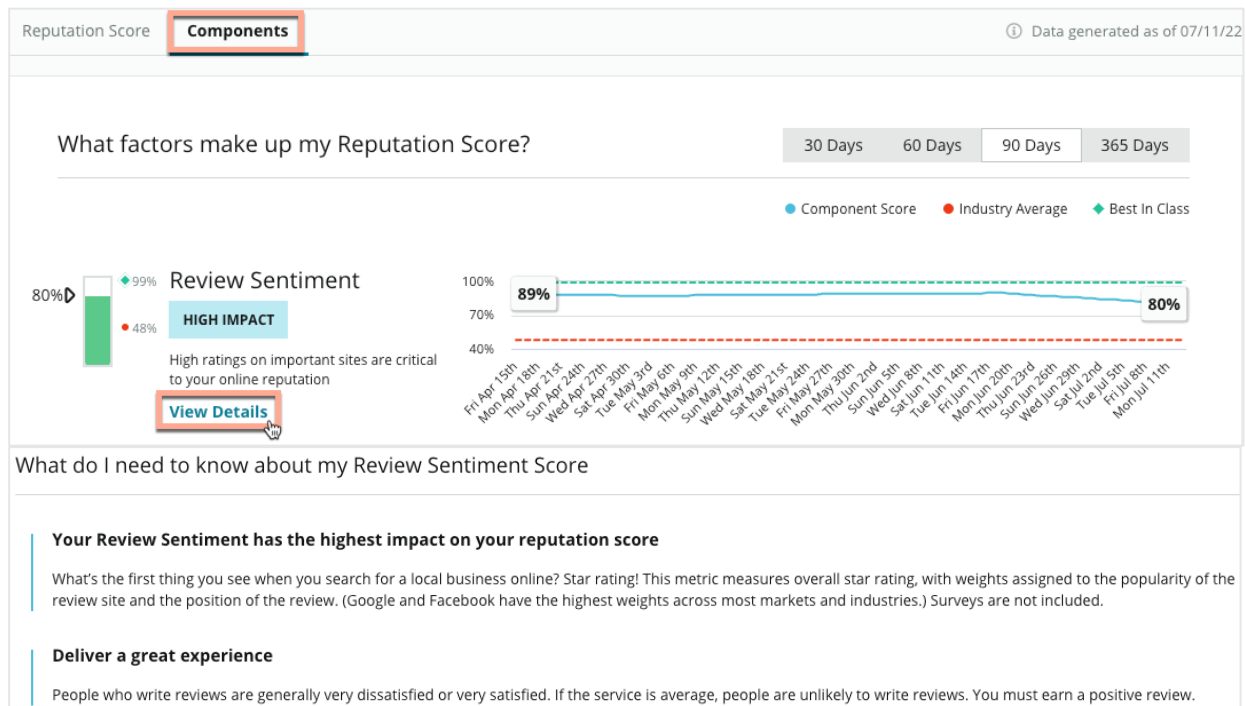 Reputation Score Components Data generated as of 07/11/22
What factors make up my Reputation Score? 30 Days 60 Days 90 Days 365 Days
Component Score Industry Average Best In Class
80%
99%
48%
Review Sentiment
HIGH IMPACT
High ratings on important sites are critical
to your online reputation
View Details
100%
70%
40%
89%
80%
Fri Apr 15th
Mon Apr 18th
Thu Apr 21st
Sun Apr 24th
Wed Apr 27th
Sat Apr 30th
Tue May 3rd
Fri May 6th
Mon May 9th
Thu May 12th
Sun May 15th
Wed May 18th
Sat May 21st
Tue May 24th
Fri May 27th
Mon May 30th
Thu Jun 2nd
Sun Jun 5th
Wed Jun 8th
Sat Jun 11th
Tue Jun 14th
Fri Jun 17th
Mon Jun 20th
Thu Jun 23rd
Sun Jun 26th
Wed Jun 29th
Sat Jul 2nd
Tue Jul 5th
Fri Jul 8th
Mon Jul 11th
What do I need to know about my Review Sentiment Score
Your Review Sentiment has the highest impact on your reputation score
What's the first thing you see when you search for a local business online? Star rating! This metric measures overall star rating, with weights assigned to the popularity of the
review site and the position of the review. (Google and Facebook have the highest weights across most markets and industries.) Surveys are not included.
Deliver a great experience
People who write reviews are generally very dissatisfied or very satisfied. If the service is average, people are unlikely to write reviews. You must earn a positive review.